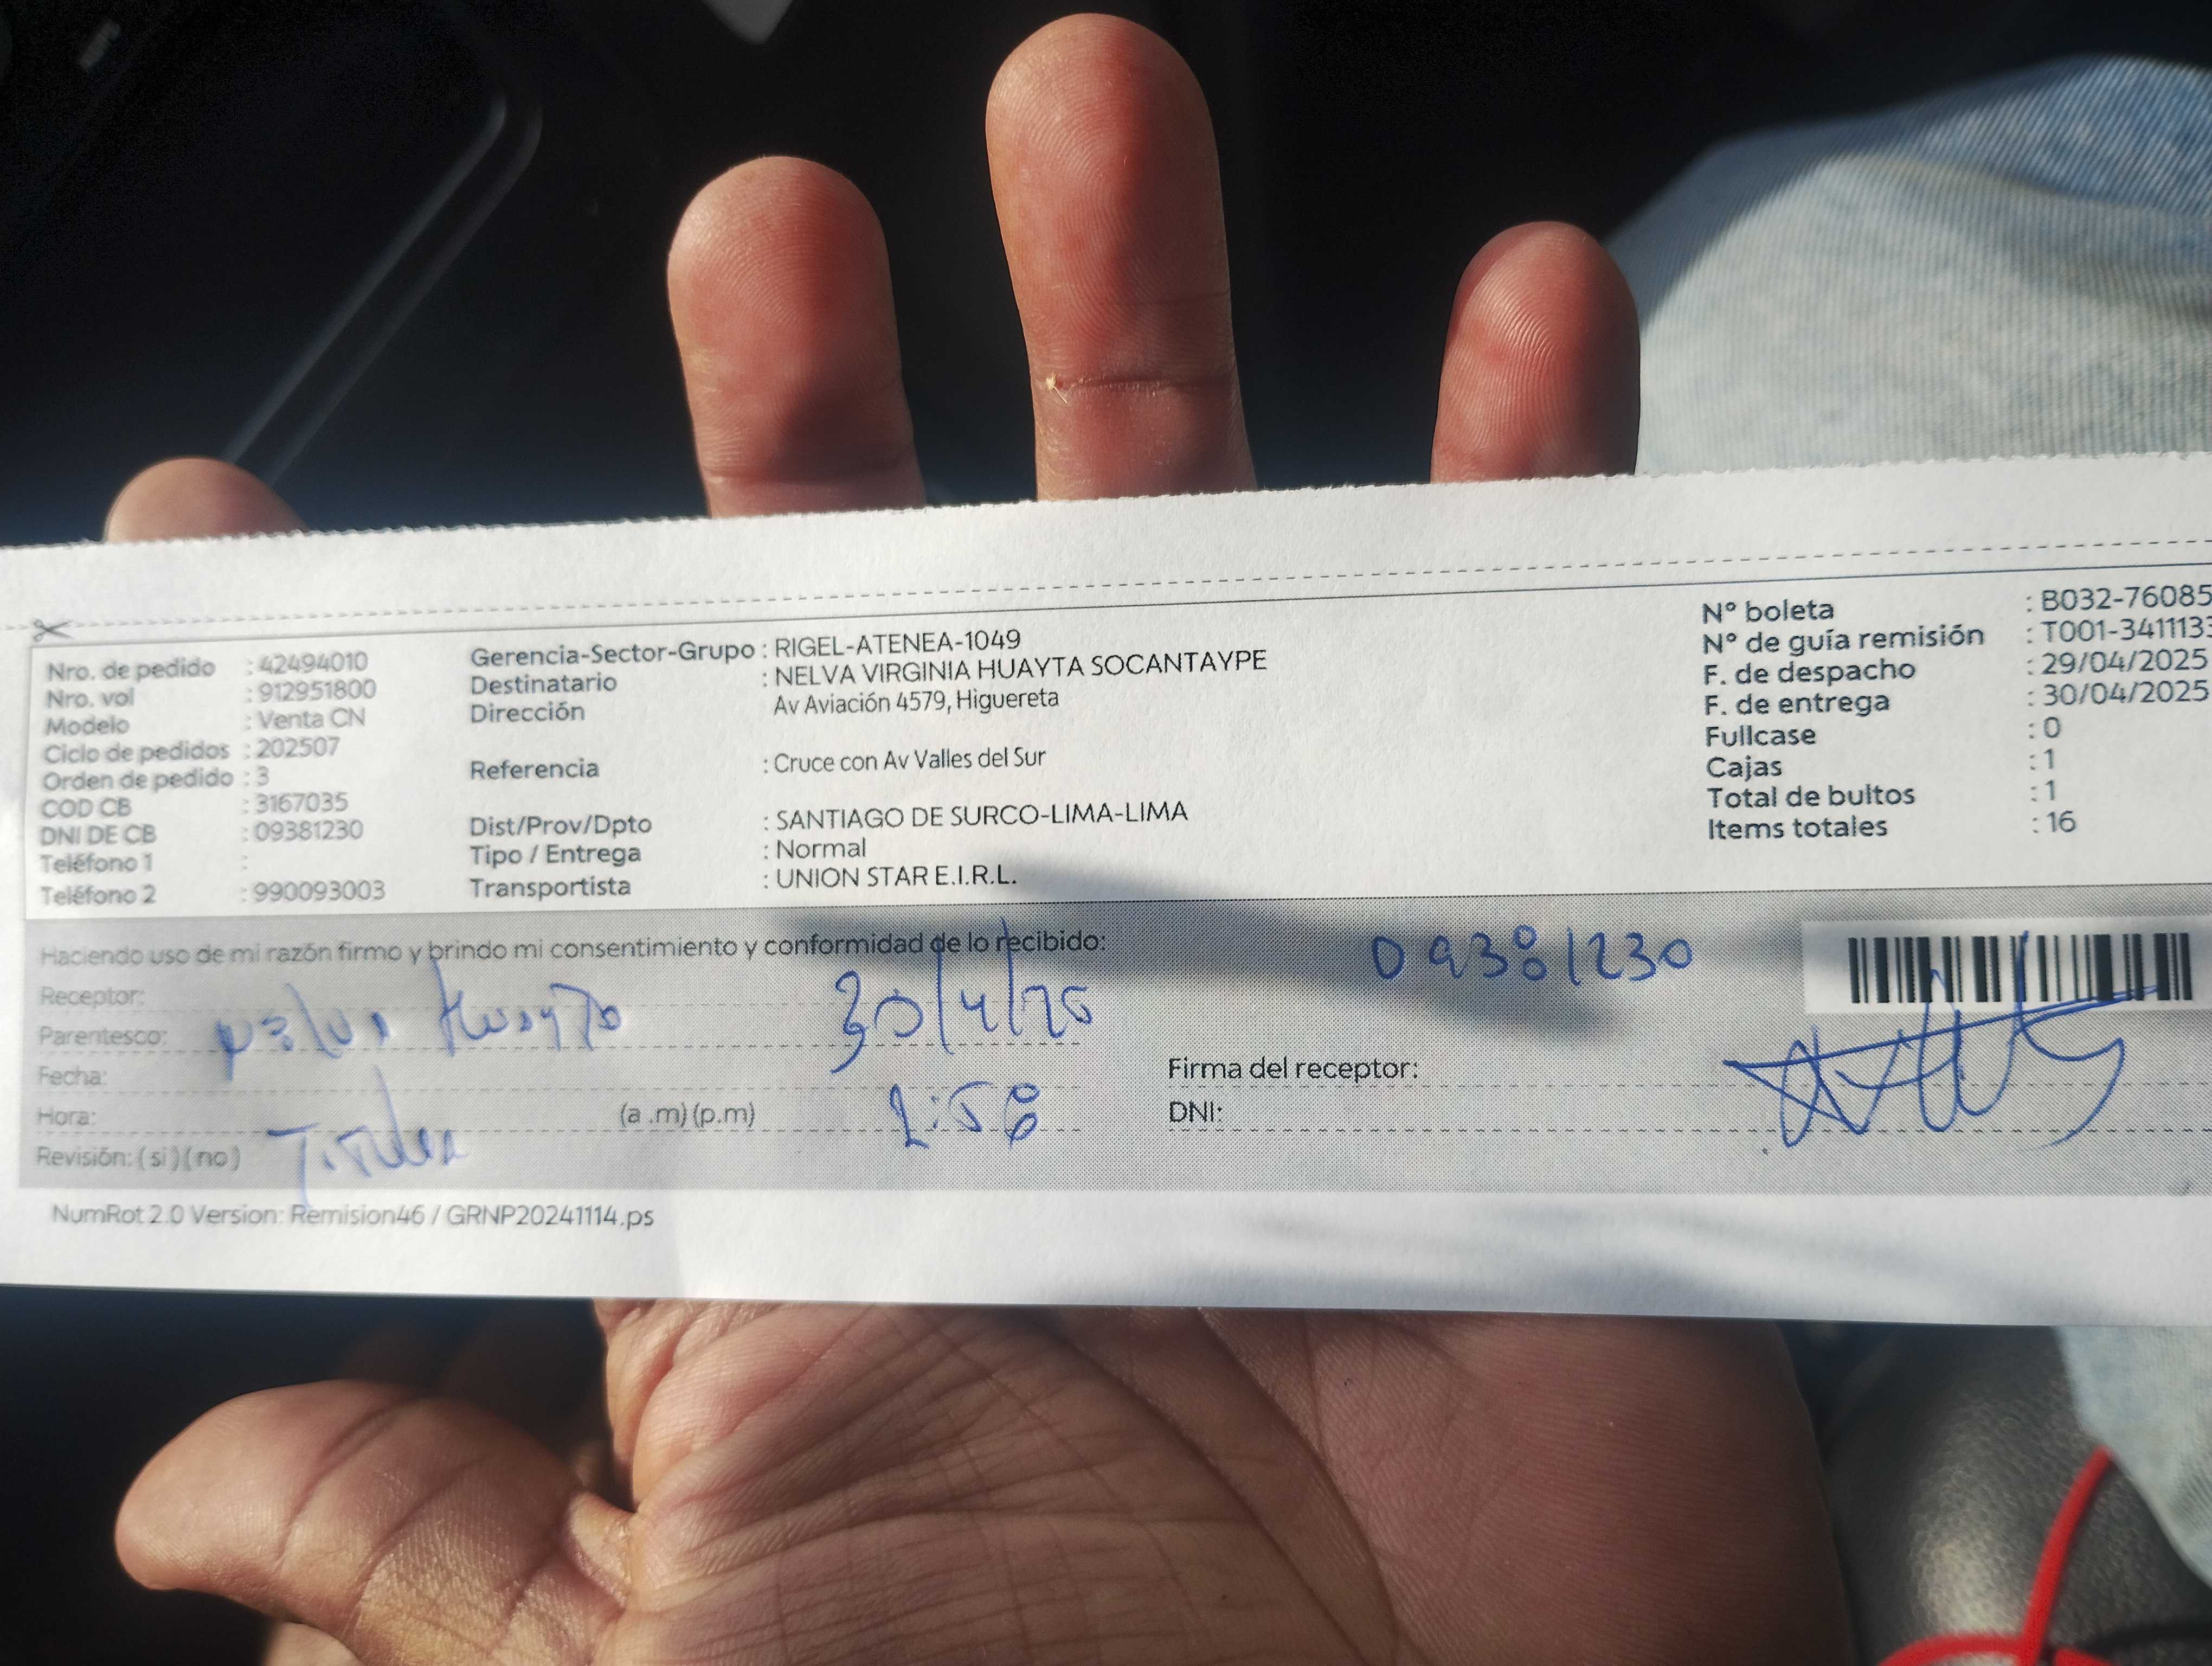 Nro. de pedido : 42494010
Nro. vol : 912951800
Modelo : Venta CN
Ciclo de pedidos : 202507
Orden de pedido : 3
COD CB : 3167035
DNI DE CB : 09381230
Teléfono 1 :
Teléfono 2 : 990093003
Gerencia-Sector-Grupo : RIGEL-ATENEA-1049
Destinatario : NELVA VIRGINIA HUAYTA SOCANTAYPE
Dirección Av Aviación 4579, Higuereta
Referencia : Cruce con Av Valles del Sur
Dist/Prov/Dpto : SANTIAGO DE SURCO-LIMA-LIMA
Tipo / Entrega : Normal
Transportista : UNION STAR E.I.R.L.
N° boleta : B032-76085
N° de guía remisión : T001-3411133
F. de despacho : 29/04/2025
F. de entrega : 30/04/2025
Fullcase : 0
Cajas : 1
Total de bultos : 1
Items totales : 16
Haciendo uso de mi razón firmo y brindo mi consentimiento y conformidad de lo recibido:
09381230
Receptor:
Parentesco: Nelva Huayta 30/4/25
Fecha:
Hora: (a .m) (p.m) 2:58
Revisión: ( si ) ( no ) Titular
Firma del receptor:
DNI:
NumRot 2.0 Version: Remision46 / GRNP20241114.ps